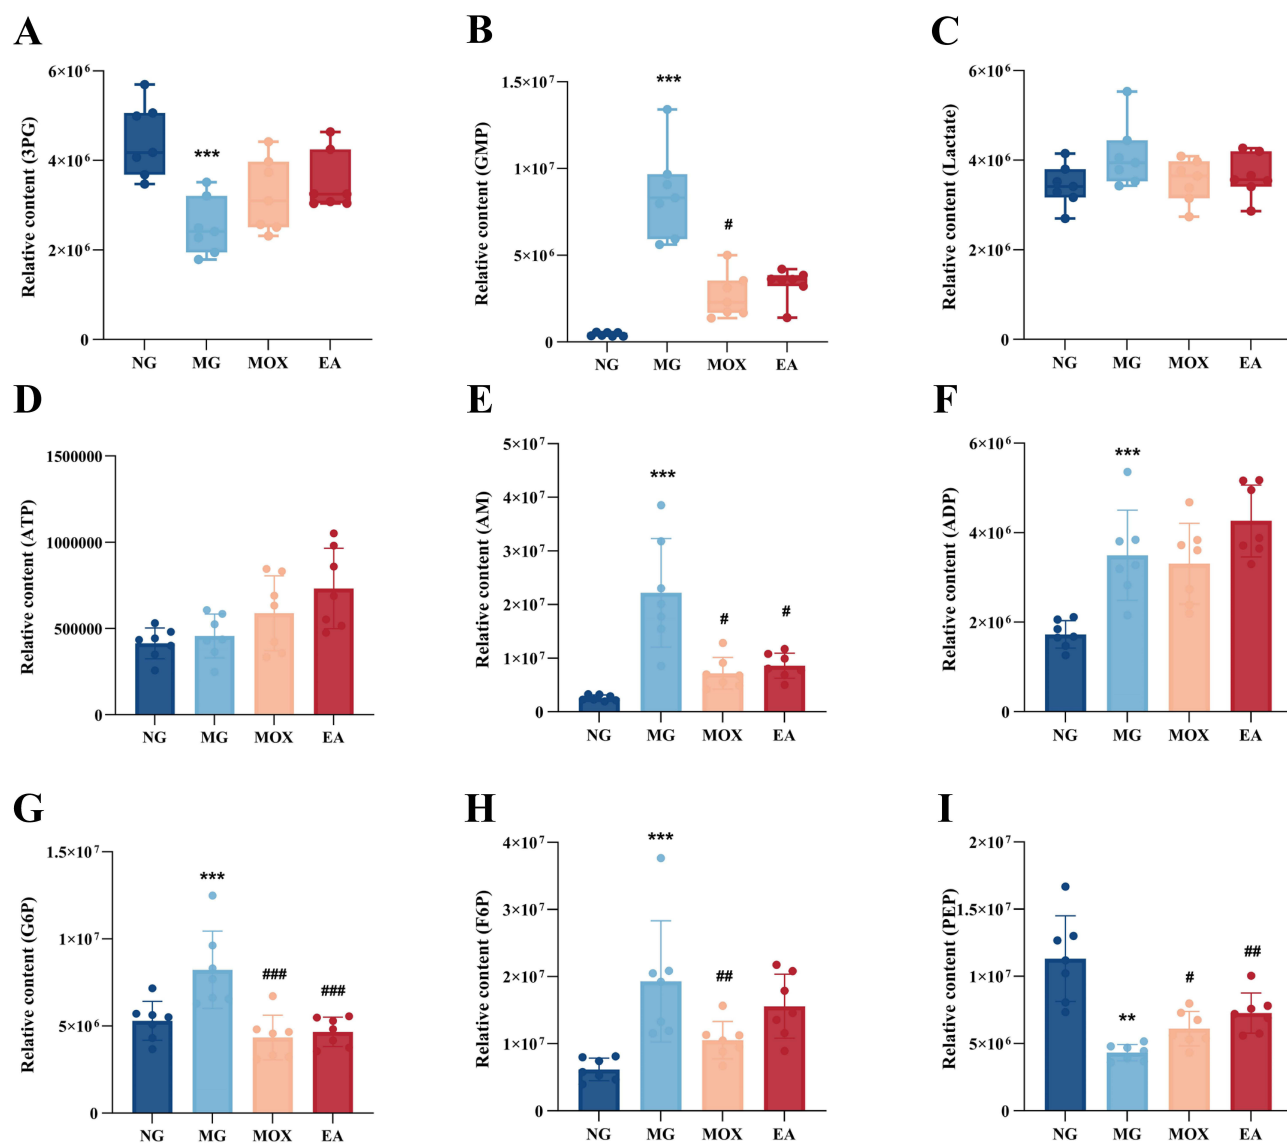 A
Relative content (3PG)
6×10⁶
4×10⁶
2×10⁶
0
***
NG MG MOX EA
B
Relative content (GMP)
1.5×10⁷
1×10⁷
5×10⁶
0
***
#
NG MG MOX EA
C
Relative content (Lactate)
6×10⁶
4×10⁶
2×10⁶
0
NG MG MOX EA
D
Relative content (ATP)
1500000
1000000
500000
0
NG MG MOX EA
E
Relative content (AM)
5×10⁷
4×10⁷
3×10⁷
2×10⁷
1×10⁷
0
***
# #
NG MG MOX EA
F
Relative content (ADP)
6×10⁶
4×10⁶
2×10⁶
0
***
NG MG MOX EA
G
Relative content (G6P)
1.5×10⁷
1×10⁷
5×10⁶
0
***
### ###
NG MG MOX EA
H
Relative content (F6P)
4×10⁷
3×10⁷
2×10⁷
1×10⁷
0
***
##
NG MG MOX EA
I
Relative content (PEP)
2×10⁷
1.5×10⁷
1×10⁷
5×10⁶
0
**
#
##
NG MG MOX EA